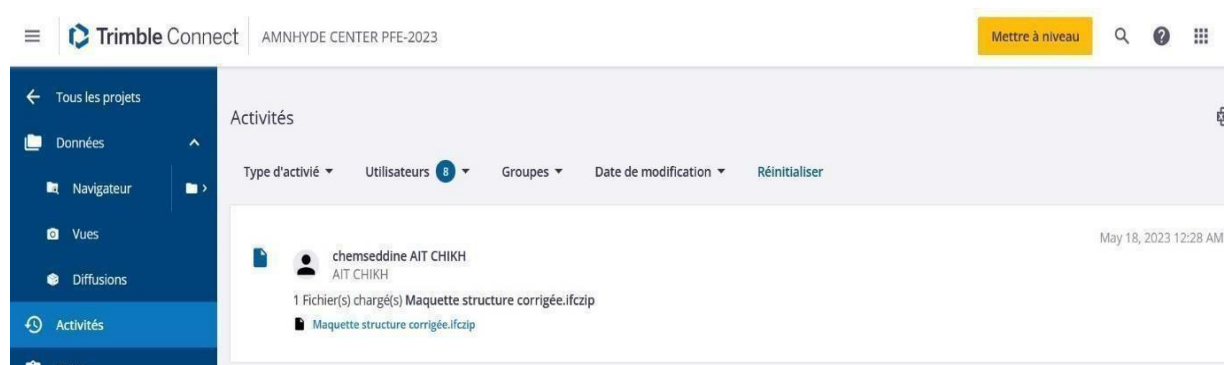 Trimble Connect AMNHYDE CENTER PFE-2023 Mettre à niveau
Tous les projets
Données
Navigateur
Vues
Diffusions
Activités
Activités
Type d'activié Utilisateurs 8 Groupes Date de modification Réinitialiser
May 18, 2023 12:28 AM
chemseddine AIT CHIKH
AIT CHIKH
1 Fichier(s) chargé(s) Maquette structure corrigée.ifczip
Maquette structure corrigée.ifczip